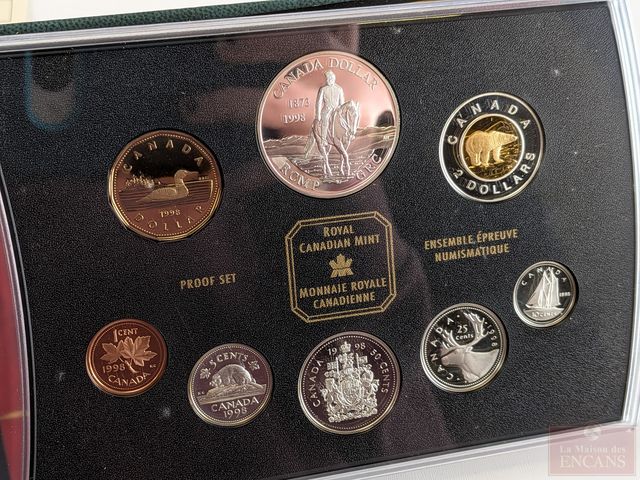 CANADA DOLLAR
1873
1998
RCMP GRC
CANADA
2 DOLLARS
1998
DOLLAR
ROYAL
CANADIAN MINT
MONNAIE ROYALE
CANADIENNE
PROOF SET
ENSEMBLE ÉPREUVE
NUMISMATIQUE
1 CENT
1998
CANADA
5 CENTS
CANADA
1998
1998
50 CENTS
CANADA
25
Cents
CANADA
1998
CANADA
1998
10 CENTS
La Maison des
ENCANS